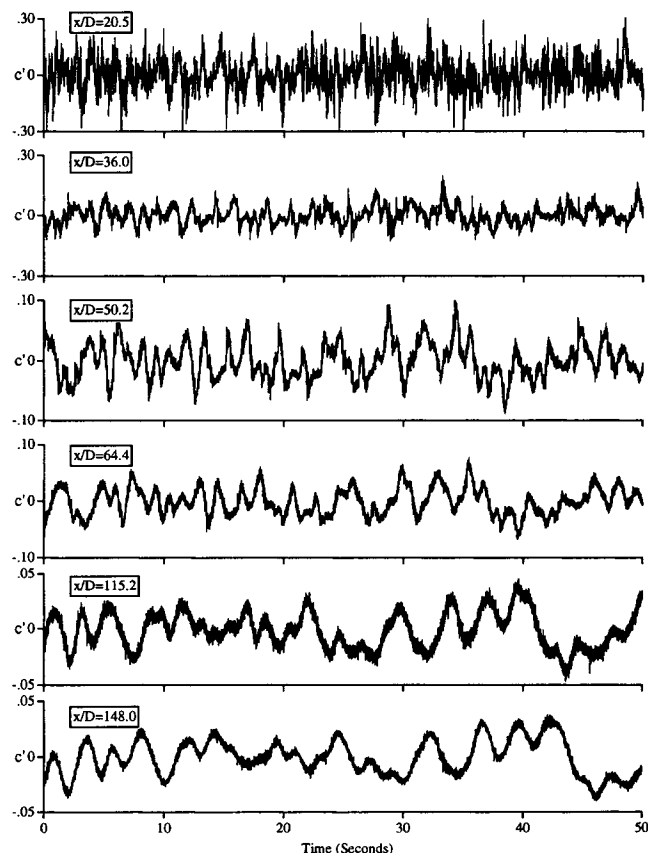 .30
x/D=20.5
c'0
-.30
.30
x/D=36.0
c'0
-.30
.10
x/D=50.2
c'0
-.10
.10
x/D=64.4
c'0
-.10
.05
x/D=115.2
c'0
-.05
.05
x/D=148.0
c'0
-.05
0 10 20 30 40 50
Time (Seconds)